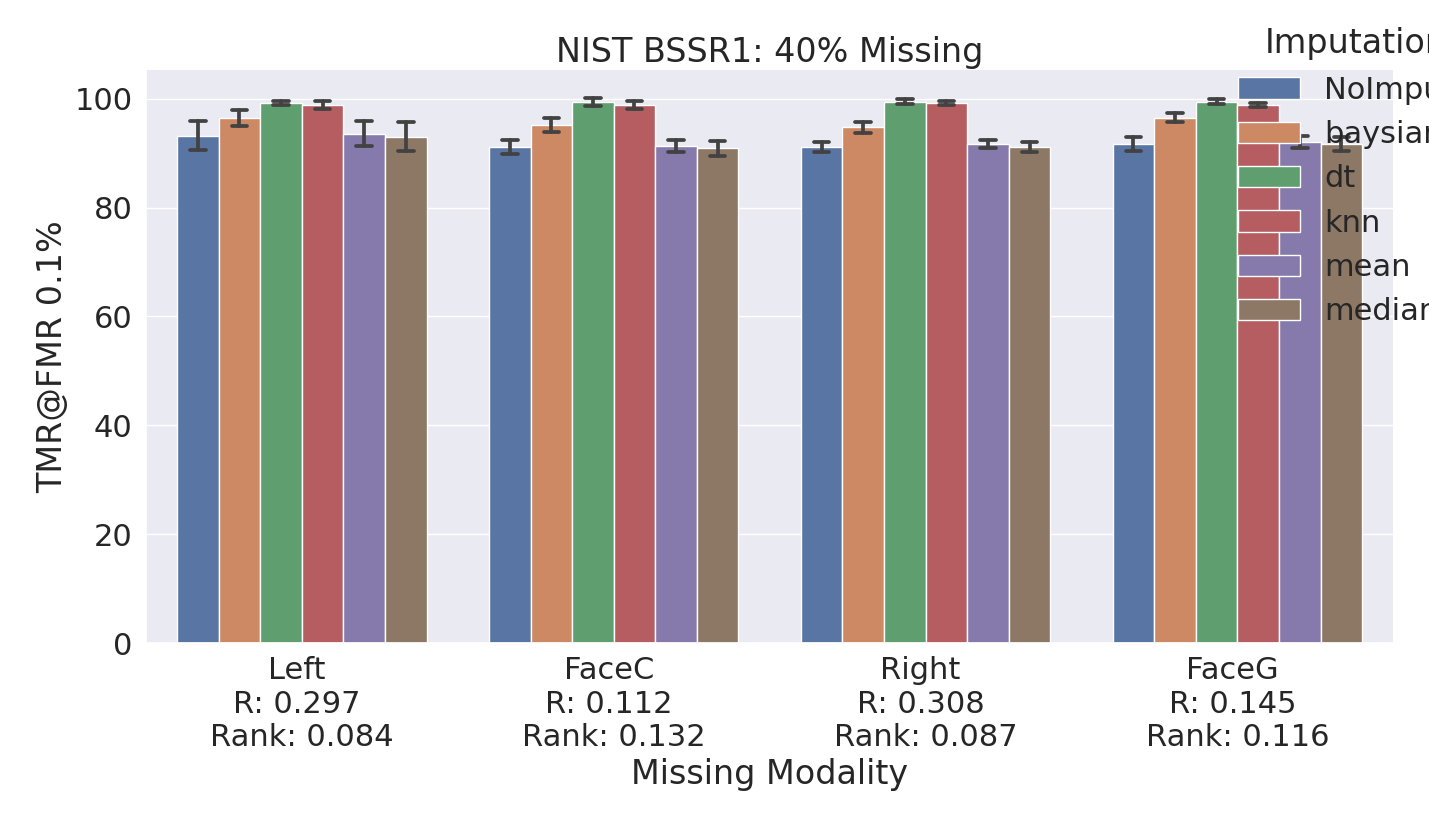 NIST BSSR1: 40% Missing
Imputation
NoImpu
baysian
dt
knn
mean
median
TMR@FMR 0.1%
100
80
60
40
20
0
Left
R: 0.297
Rank: 0.084
FaceC
R: 0.112
Rank: 0.132
Right
R: 0.308
Rank: 0.087
FaceG
R: 0.145
Rank: 0.116
Missing Modality